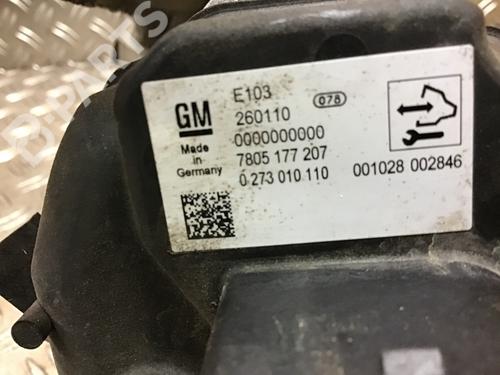 PARTS
GM
E103
260110 078
0000000000
Made in Germany
7805 177 207
0 273 010 110
001028 002846